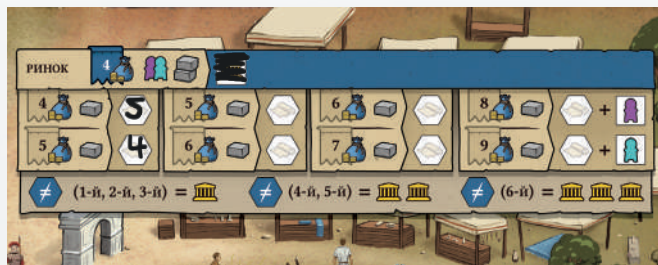 РИНОК 4
4 5 5 6 8 +
5 4 6 7 9 +
≠ (1-й, 2-й, 3-й) = ≠ (4-й, 5-й) = ≠ (6-й) =